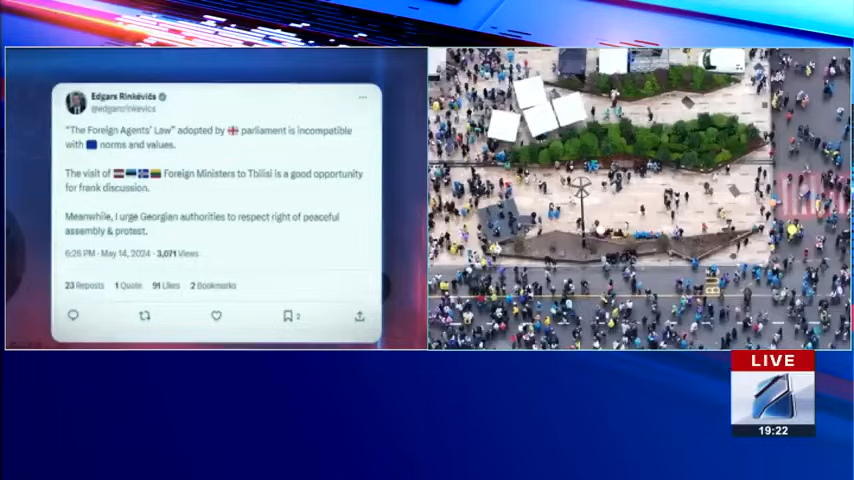 Edgars Rinkēvičs
@edgarsrinkevics
"The Foreign Agents' Law" adopted by 🇬🇪 parliament is incompatible
with 🇪🇺 norms and values.
The visit of 🇱🇻🇪🇪🇮🇸🇱🇹 Foreign Ministers to Tbilisi is a good opportunity
for frank discussion.
Meanwhile, I urge Georgian authorities to respect right of peaceful
assembly & protest.
6:26 PM · May 14, 2024 · 3,071 Views
23 Reposts 1 Quote 91 Likes 2 Bookmarks
2
LIVE
19:22